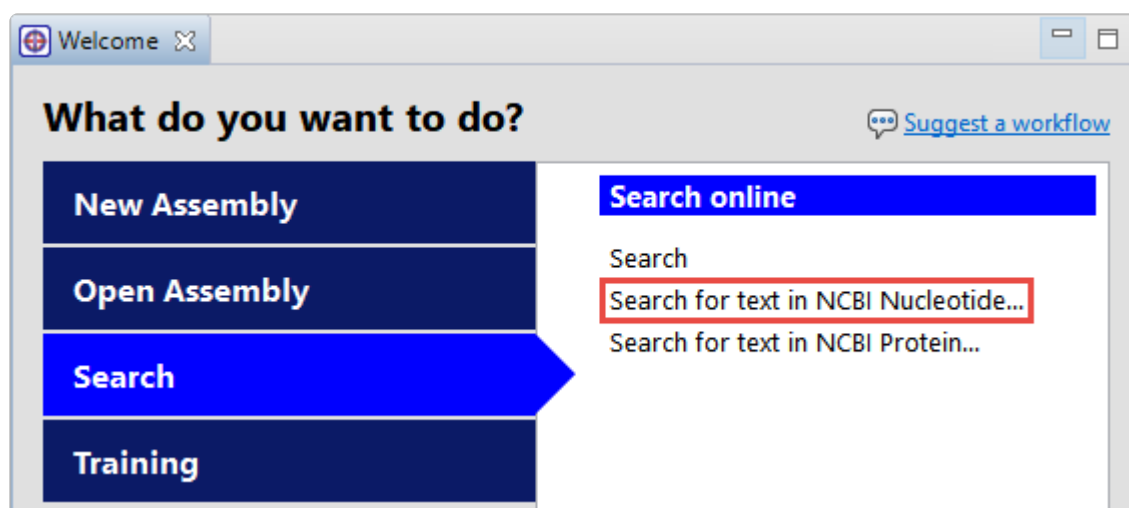 Welcome
What do you want to do?
Suggest a workflow
New Assembly
Open Assembly
Search
Training
Search online
Search
Search for text in NCBI Nucleotide...
Search for text in NCBI Protein...